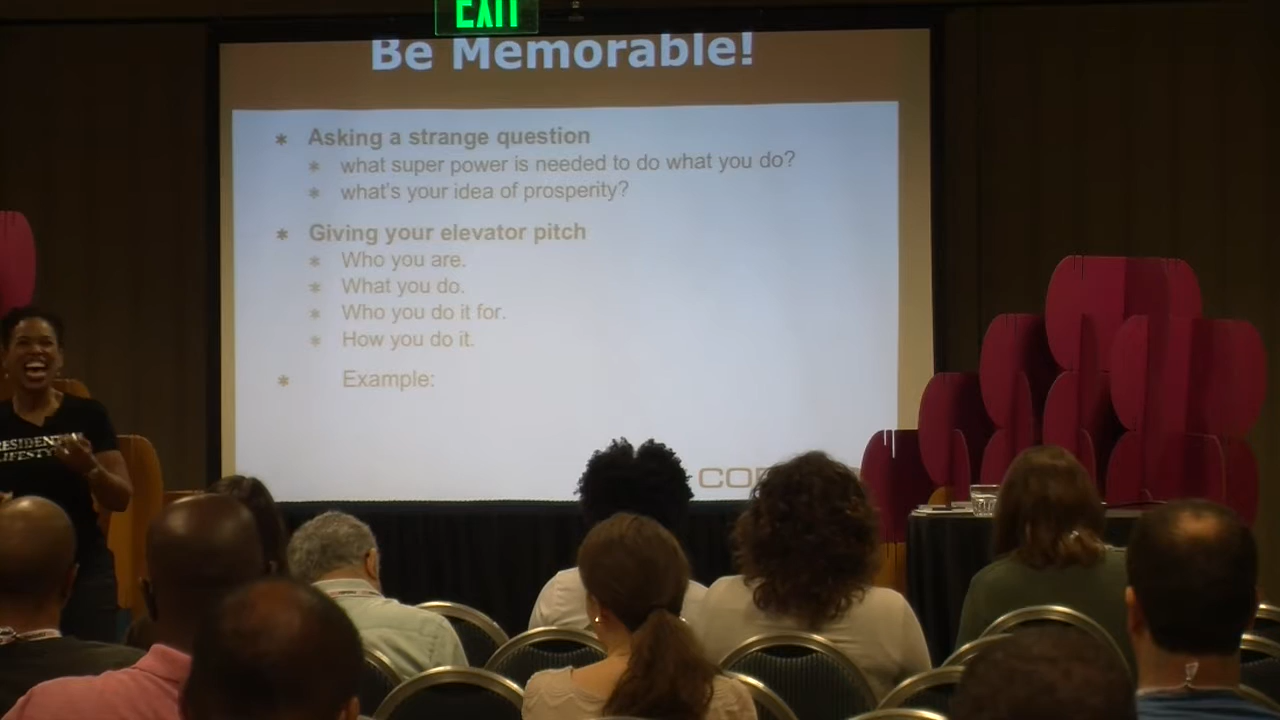 EXIT
Be Memorable!
* Asking a strange question
* what super power is needed to do what you do?
* what's your idea of prosperity?
* Giving your elevator pitch
* Who you are.
* What you do.
* Who you do it for.
* How you do it.
* Example: